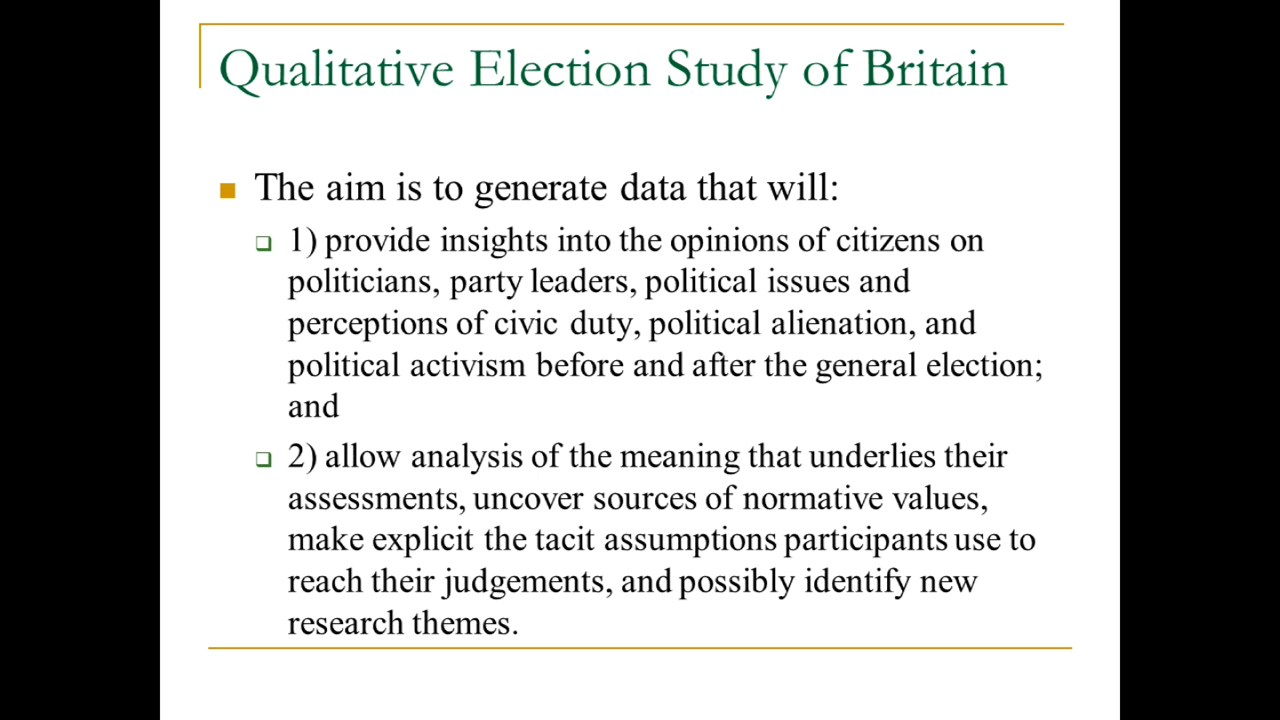 Qualitative Election Study of Britain
The aim is to generate data that will:
1) provide insights into the opinions of citizens on
politicians, party leaders, political issues and
perceptions of civic duty, political alienation, and
political activism before and after the general election;
and
2) allow analysis of the meaning that underlies their
assessments, uncover sources of normative values,
make explicit the tacit assumptions participants use to
reach their judgements, and possibly identify new
research themes.